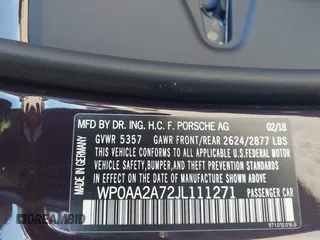 MFD BY DR. ING. H.C. F. PORSCHE AG 02/18
GVWR 5357 GAWR FRONT/REAR 2624/2877 LBS
THIS VEHICLE CONFORMS TO ALL APPLICABLE U.S. FEDERAL MOTOR
VEHICLE SAFETY, BUMPER, AND THEFT PREVENTION STANDARDS
IN EFFECT ON THE DATE OF MANUFACTURE SHOWN ABOVE.
WP0AA2A72JL111271
PASSENGER CAR
MADE IN GERMANY
DREAMBID